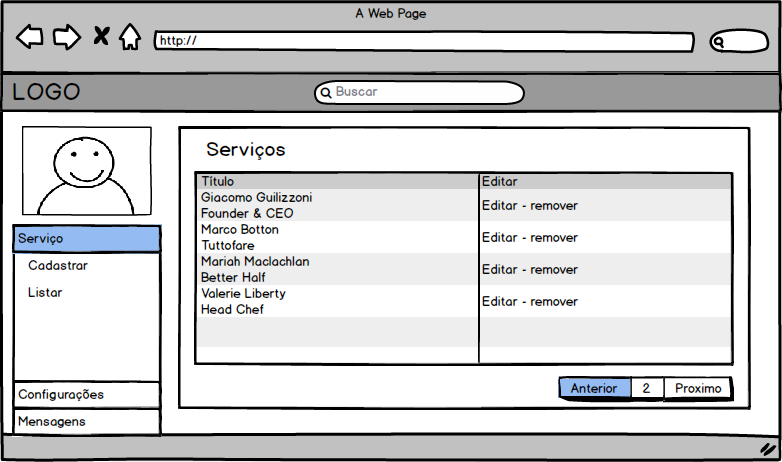 A Web Page
http://
LOGO
Buscar
Serviço
Cadastrar
Listar
Configurações
Mensagens
Serviços
Título
Editar
Giacomo Guilizzoni
Founder & CEO
Editar - remover
Marco Botton
Tuttofare
Editar - remover
Mariah Maclachlan
Better Half
Editar - remover
Valerie Liberty
Head Chef
Editar - remover
Anterior
2
Proximo